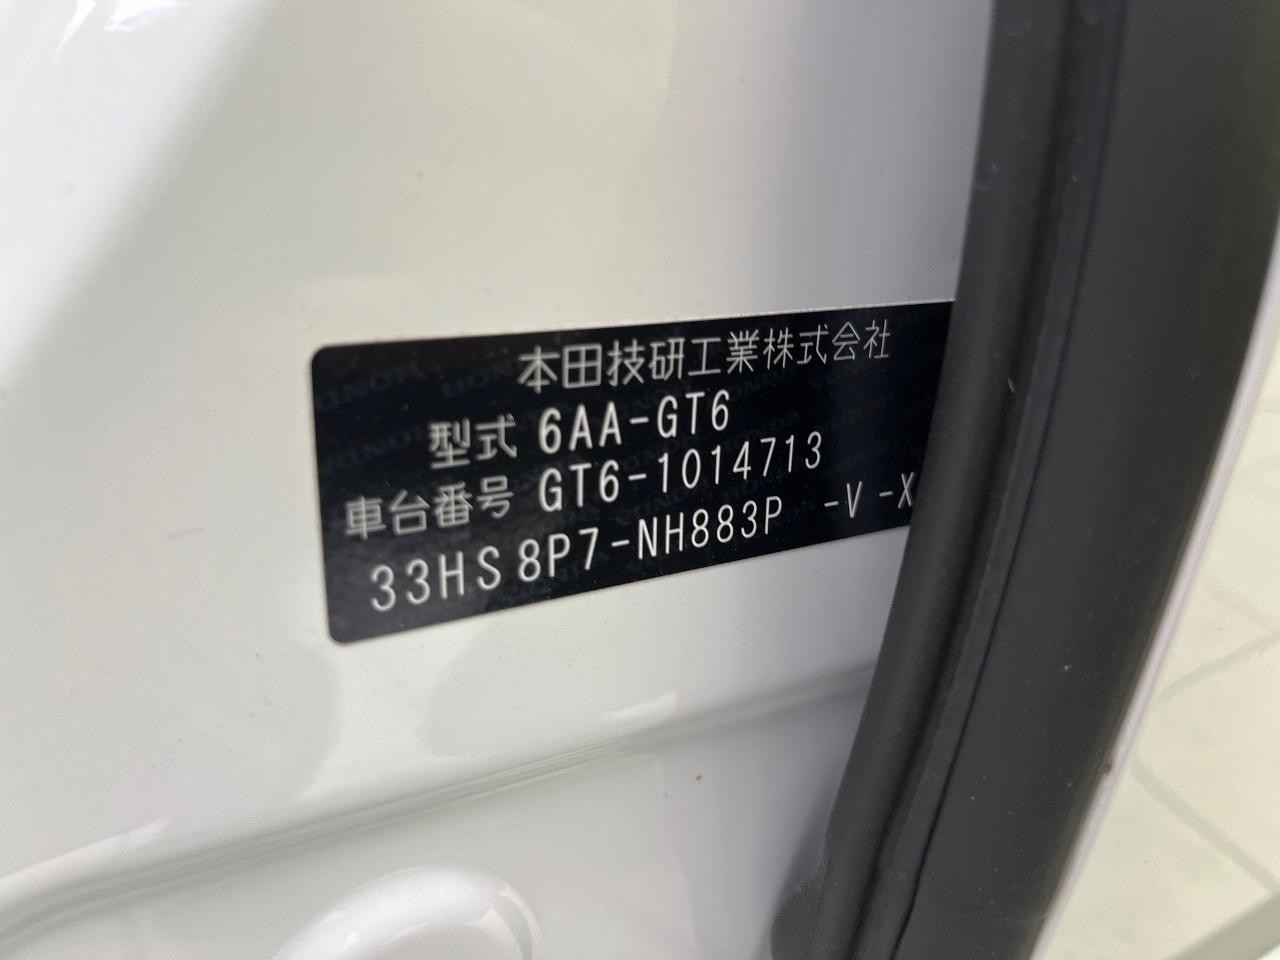 本田技研工業株式会社
型式 6AA-GT6
車台番号 GT6-1014713
33HS 8P7-NH883P -V -X